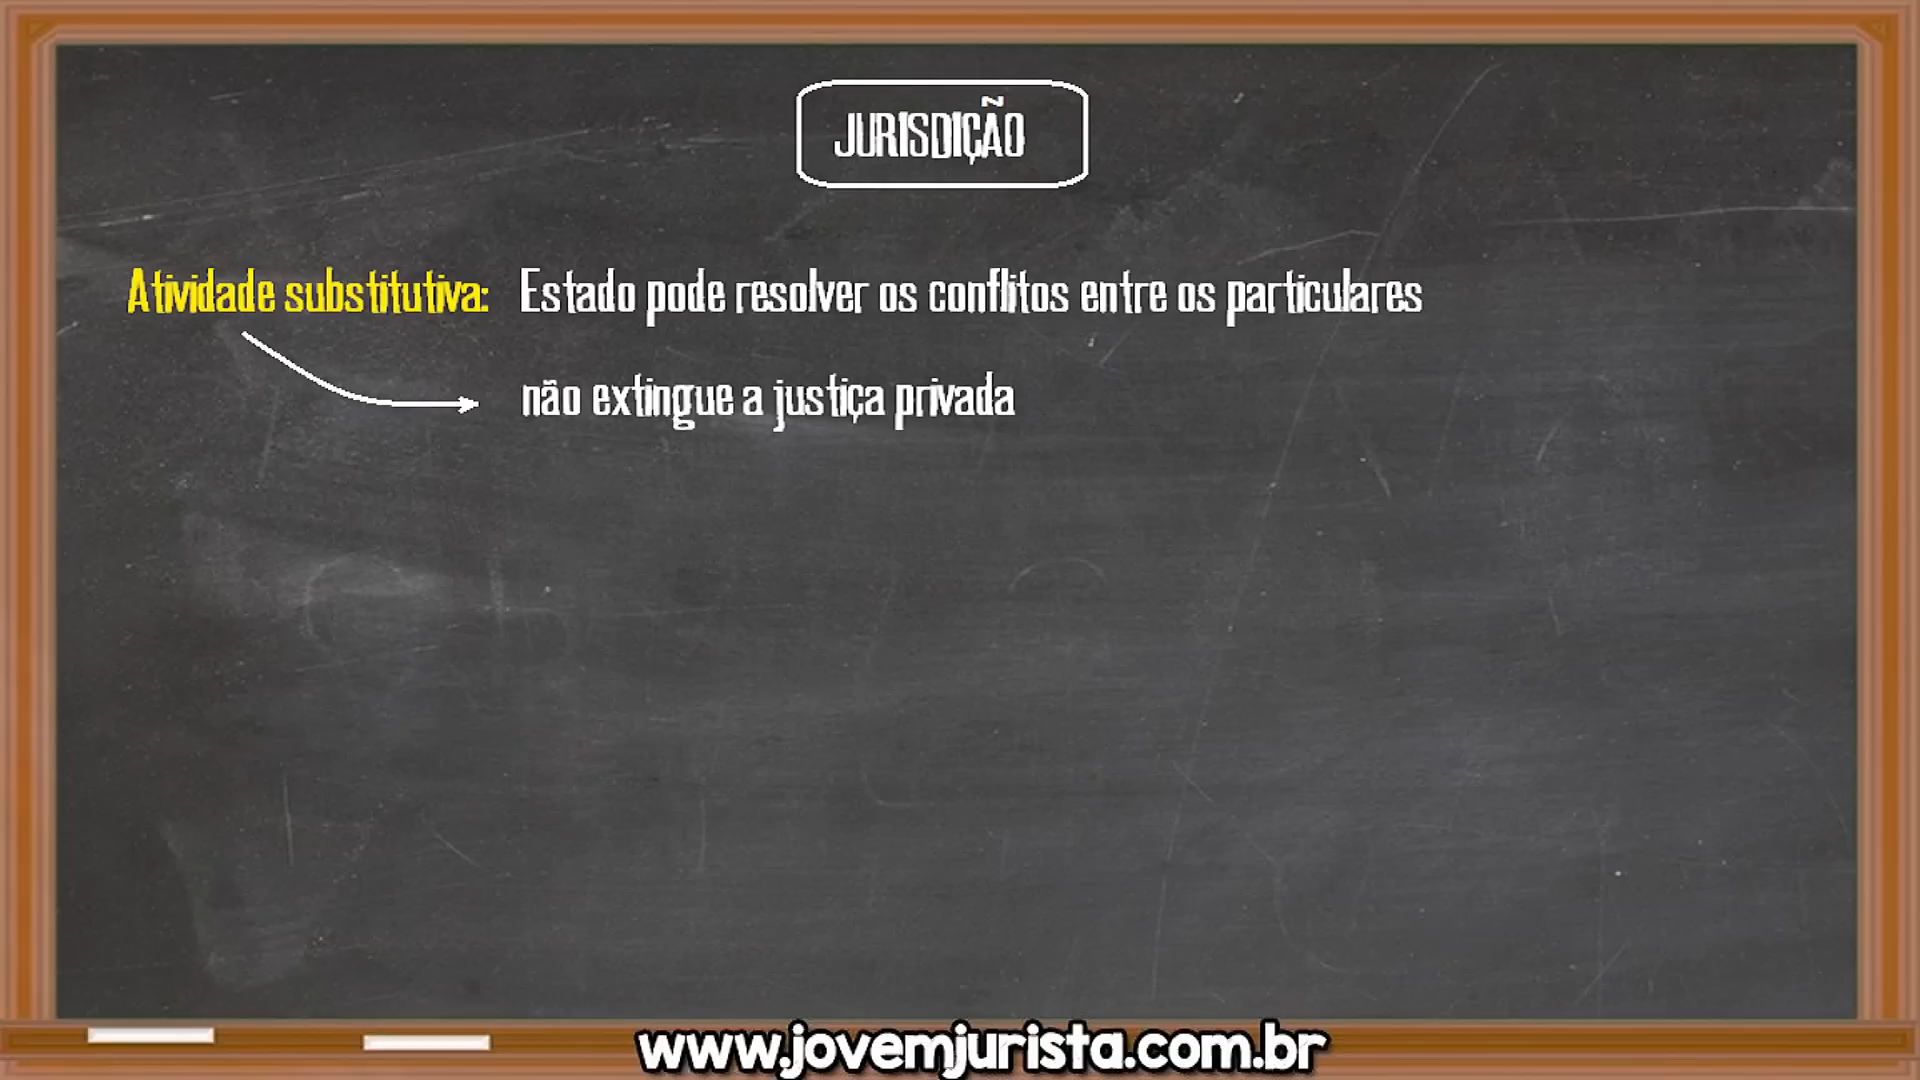 JURISDIÇÃO
Atividade substitutiva: Estado pode resolver os conflitos entre os particulares
não extingue a justiça privada
www.jovemjurista.com.br